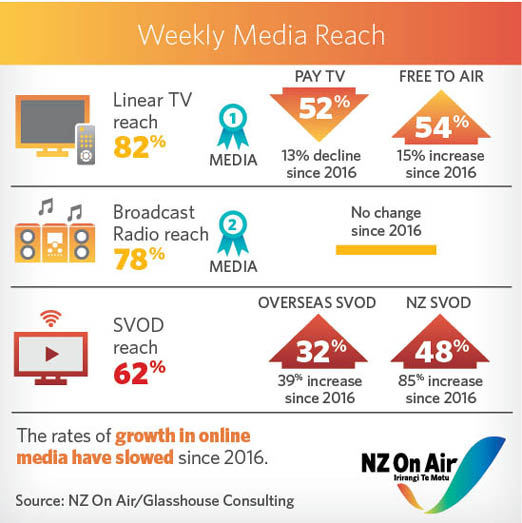 Weekly Media Reach
Linear TV
reach
82%
1
MEDIA
PAY TV
52%
13% decline
since 2016
FREE TO AIR
54%
15% increase
since 2016
Broadcast
Radio reach
78%
2
MEDIA
No change
since 2016
SVOD
reach
62%
OVERSEAS SVOD
32%
39% increase
since 2016
NZ SVOD
48%
85% increase
since 2016
The rates of growth in online
media have slowed since 2016.
NZ On Air
Irirangi Te Motu
Source: NZ On Air/Glasshouse Consulting